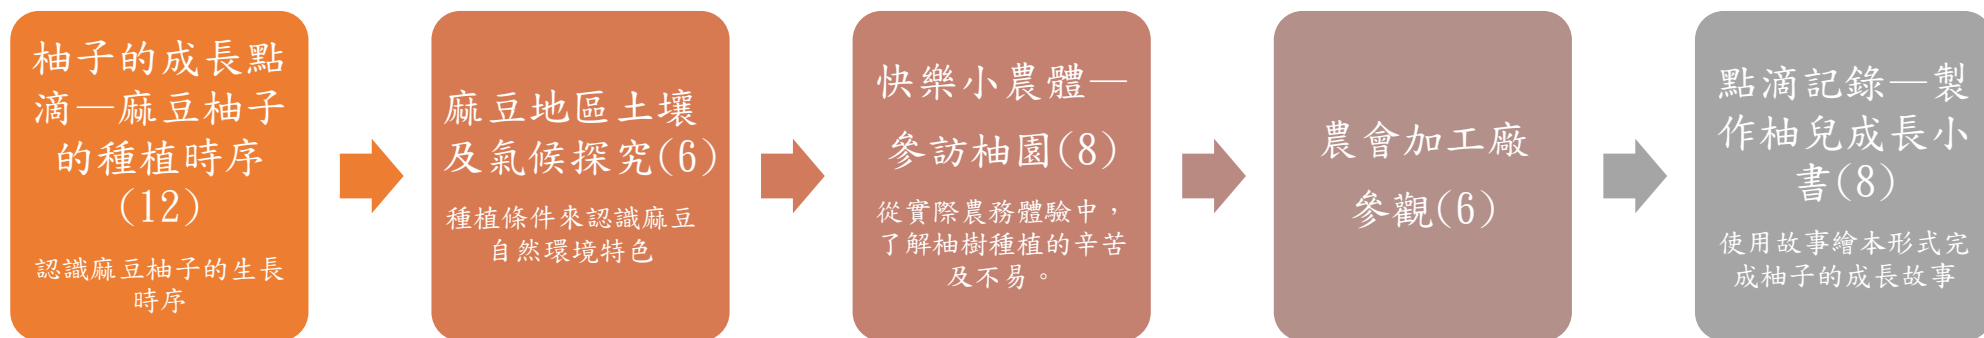 柚子的成長點
滴—麻豆柚子
的種植時序
(12)
認識麻豆柚子的生長
時序
麻豆地區土壤
及氣候探究(6)
種植條件來認識麻豆
自然環境特色
快樂小農體—
參訪柚園(8)
從實際農務體驗中，
了解柚樹種植的辛苦
及不易。
農會加工廠
參觀(6)
點滴記錄—製
作柚兒成長小
書(8)
使用故事繪本形式完
成柚子的成長故事